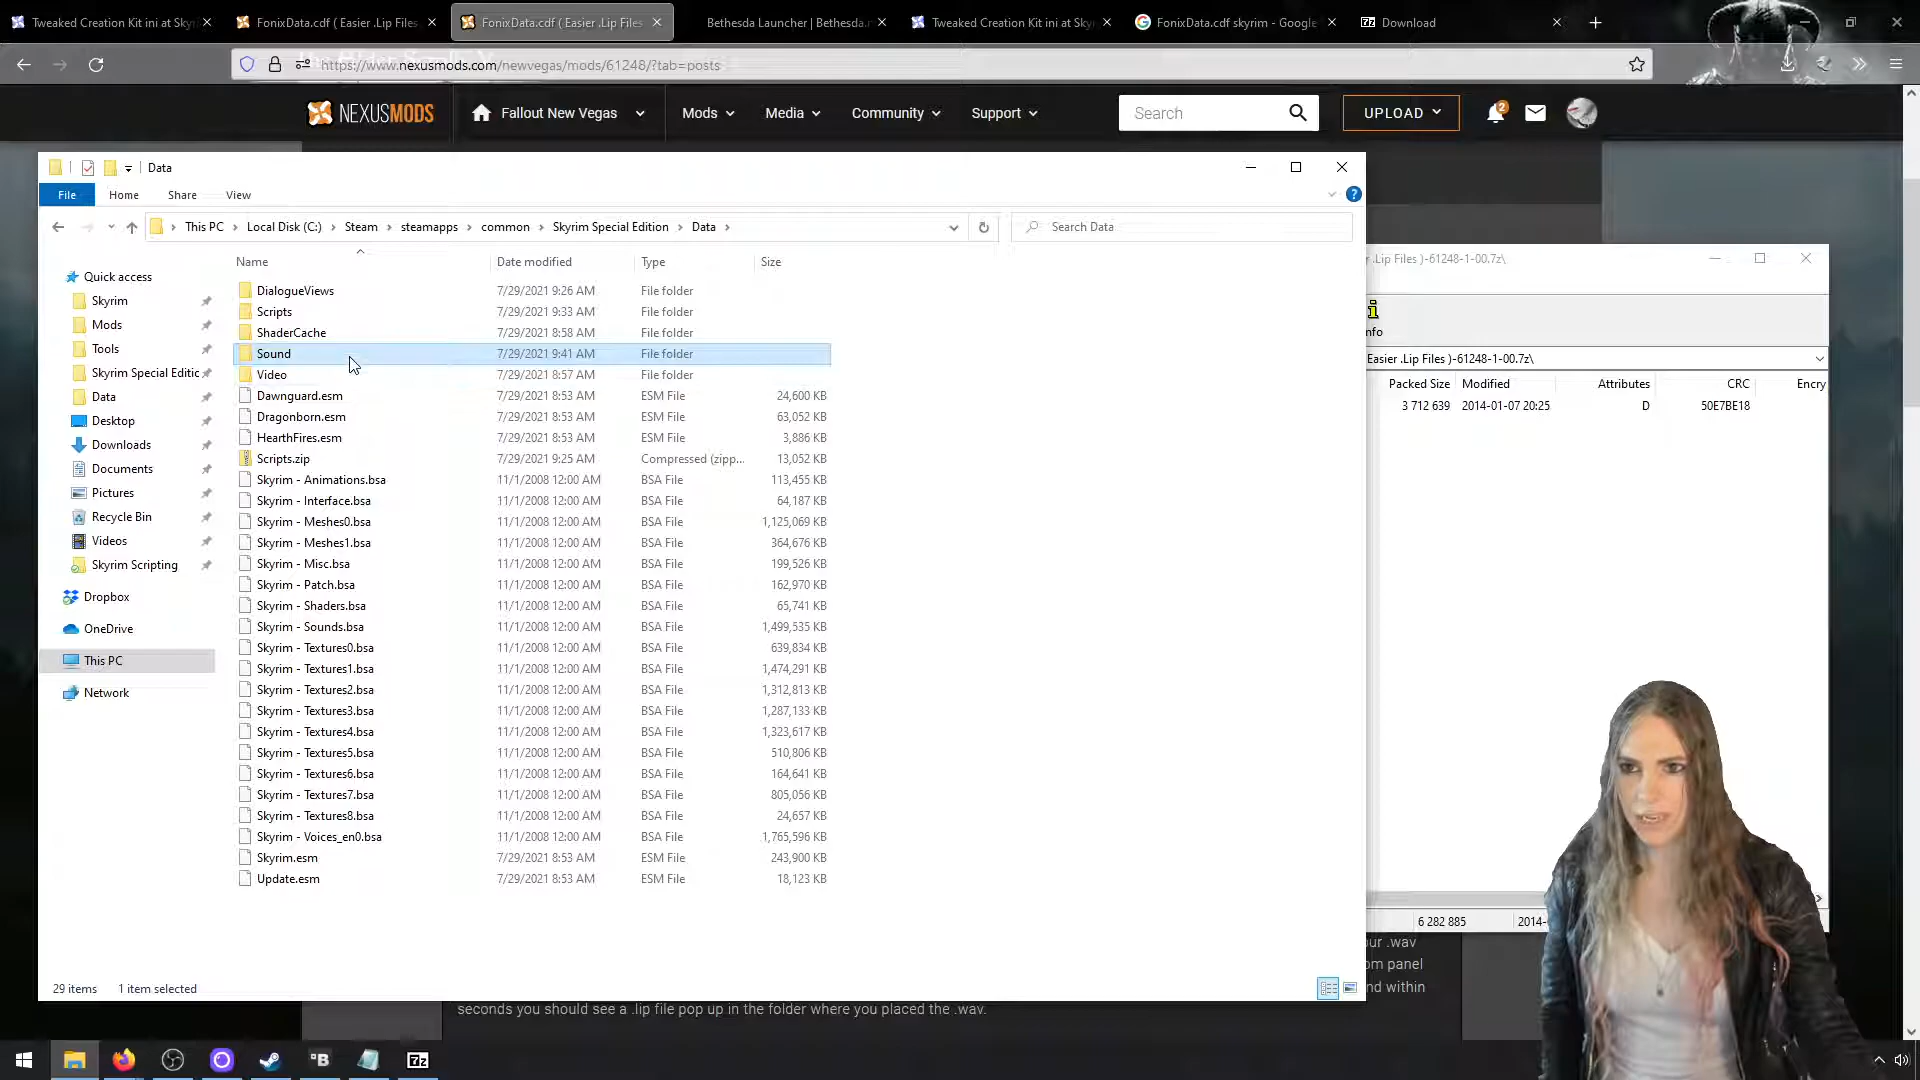 Tweaked Creation Kit ini at Skyr
FonixData.cdf ( Easier .Lip Files
FonixData.cdf ( Easier .Lip Files
Bethesda Launcher | Bethesda.n
Tweaked Creation Kit ini at Sky
FonixData.cdf skyrim - Google
7z Download
https://www.nexusmods.com/newvegas/mods/61248/?tab=posts
NEXUSMODS
Fallout New Vegas
Mods
Media
Community
Support
Search
UPLOAD
2
Data
File
Home
Share
View
This PC > Local Disk (C:) > Steam > steamapps > common > Skyrim Special Edition > Data >
Search Data
Name
Date modified
Type
Size
Quick access
Skyrim
Mods
Tools
Skyrim Special Editic
Data
Desktop
Downloads
Documents
Pictures
Recycle Bin
Videos
Skyrim Scripting
Dropbox
OneDrive
This PC
Network
DialogueViews 7/29/2021 9:26 AM File folder
Scripts 7/29/2021 9:33 AM File folder
ShaderCache 7/29/2021 8:58 AM File folder
Sound 7/29/2021 9:41 AM File folder
Video 7/29/2021 8:57 AM File folder
Dawnguard.esm 7/29/2021 8:53 AM ESM File 24,600 KB
Dragonborn.esm 7/29/2021 8:53 AM ESM File 63,052 KB
HearthFires.esm 7/29/2021 8:53 AM ESM File 3,886 KB
Scripts.zip 7/29/2021 9:25 AM Compressed (zipp... 13,052 KB
Skyrim - Animations.bsa 11/1/2008 12:00 AM BSA File 113,455 KB
Skyrim - Interface.bsa 11/1/2008 12:00 AM BSA File 64,187 KB
Skyrim - Meshes0.bsa 11/1/2008 12:00 AM BSA File 1,125,069 KB
Skyrim - Meshes1.bsa 11/1/2008 12:00 AM BSA File 364,676 KB
Skyrim - Misc.bsa 11/1/2008 12:00 AM BSA File 199,526 KB
Skyrim - Patch.bsa 11/1/2008 12:00 AM BSA File 162,970 KB
Skyrim - Shaders.bsa 11/1/2008 12:00 AM BSA File 65,741 KB
Skyrim - Sounds.bsa 11/1/2008 12:00 AM BSA File 1,499,535 KB
Skyrim - Textures0.bsa 11/1/2008 12:00 AM BSA File 639,834 KB
Skyrim - Textures1.bsa 11/1/2008 12:00 AM BSA File 1,474,291 KB
Skyrim - Textures2.bsa 11/1/2008 12:00 AM BSA File 1,312,813 KB
Skyrim - Textures3.bsa 11/1/2008 12:00 AM BSA File 1,287,133 KB
Skyrim - Textures4.bsa 11/1/2008 12:00 AM BSA File 1,323,617 KB
Skyrim - Textures5.bsa 11/1/2008 12:00 AM BSA File 510,806 KB
Skyrim - Textures6.bsa 11/1/2008 12:00 AM BSA File 164,641 KB
Skyrim - Textures7.bsa 11/1/2008 12:00 AM BSA File 805,056 KB
Skyrim - Textures8.bsa 11/1/2008 12:00 AM BSA File 24,657 KB
Skyrim - Voices_en0.bsa 11/1/2008 12:00 AM BSA File 1,765,596 KB
Skyrim.esm 7/29/2021 8:53 AM ESM File 243,900 KB
Update.esm 7/29/2021 8:53 AM ESM File 18,123 KB
29 items
1 item selected
r .Lip Files )-61248-1-00.7z\
nfo
Easier .Lip Files )-61248-1-00.7z\
Packed Size Modified Attributes CRC Encry
3 712 639 2014-01-07 20:25 D 50E7BE18
6 282 885 2014-
our .wav
om panel
nd within
seconds you should see a .lip file pop up in the folder where you placed the .wav.
B
7z